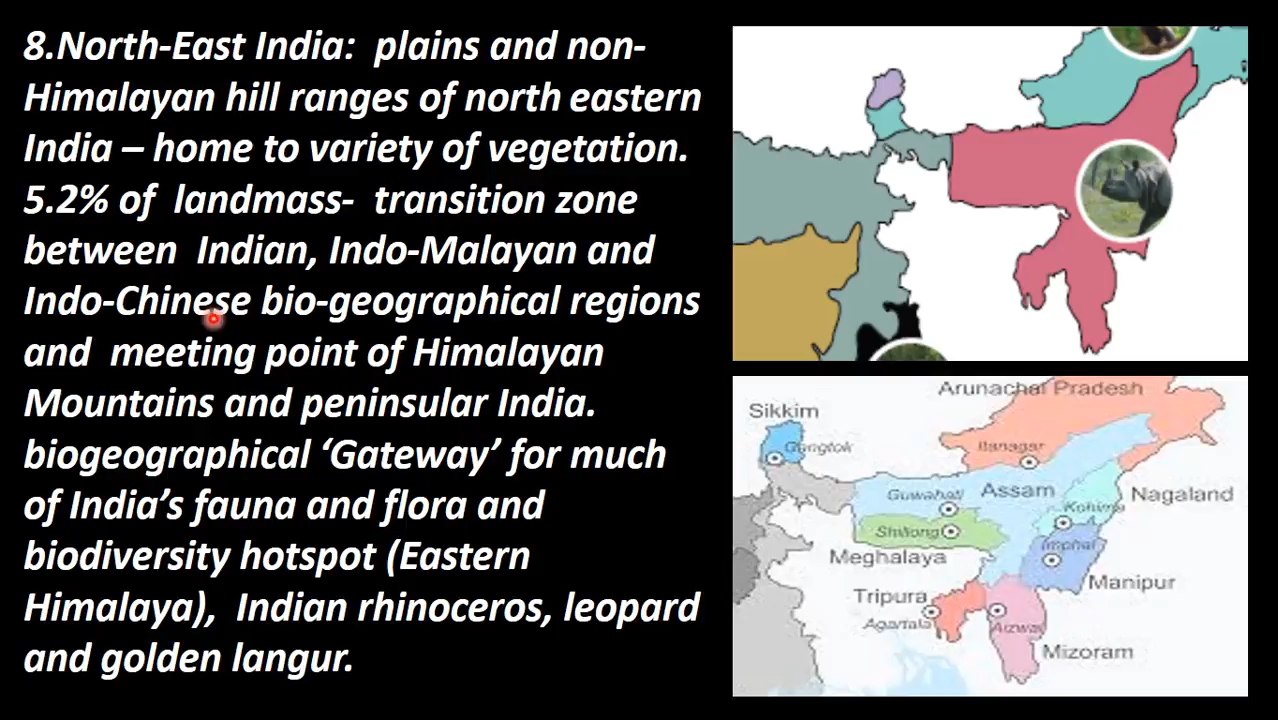 8.North-East India: plains and non-
Himalayan hill ranges of north eastern
India – home to variety of vegetation.
5.2% of landmass- transition zone
between Indian, Indo-Malayan and
Indo-Chinese bio-geographical regions
and meeting point of Himalayan
Mountains and peninsular India.
biogeographical ‘Gateway’ for much
of India’s fauna and flora and
biodiversity hotspot (Eastern
Himalaya), Indian rhinoceros, leopard
and golden langur.
Arunachal Pradesh
Sikkim
Gangtok
Itanagar
Guwahati
Assam
Nagaland
Kohima
Shillong
Imphal
Meghalaya
Manipur
Tripura
Agartala
Aizwal
Mizoram